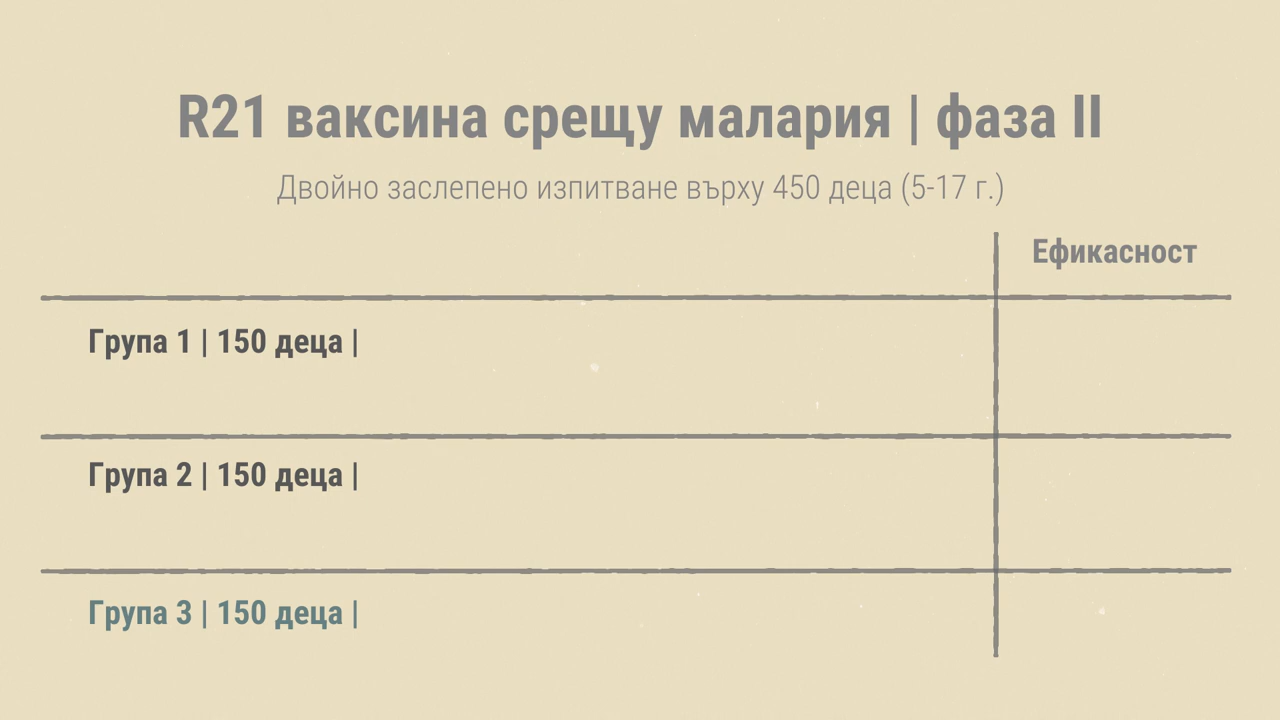 R21 ваксина срещу малария | фаза II
Двойно заслепено изпитване върху 450 деца (5-17 г.)
Ефикасност
Група 1 | 150 деца |
Група 2 | 150 деца |
Група 3 | 150 деца |